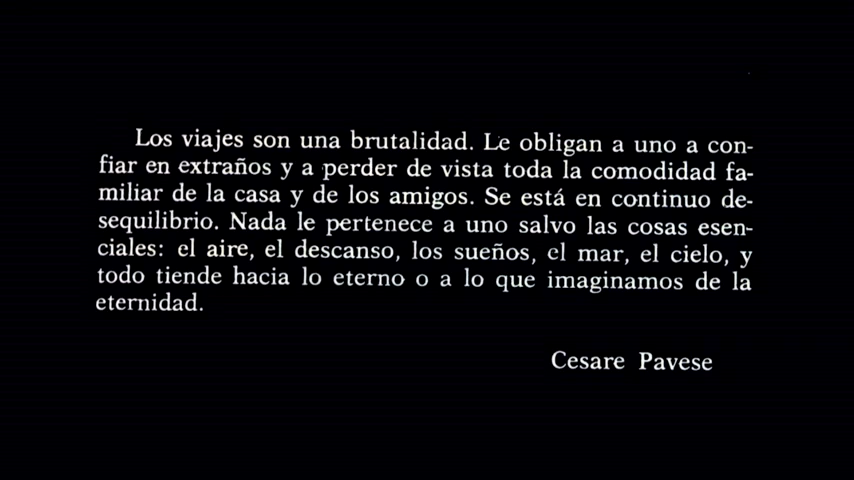 Los viajes son una brutalidad. Le obligan a uno a con-
fiar en extraños y a perder de vista toda la comodidad fa-
miliar de la casa y de los amigos. Se está en continuo de-
sequilibrio. Nada le pertenece a uno salvo las cosas esen-
ciales: el aire, el descanso, los sueños, el mar, el cielo, y
todo tiende hacia lo eterno o a lo que imaginamos de la
eternidad.
Cesare Pavese